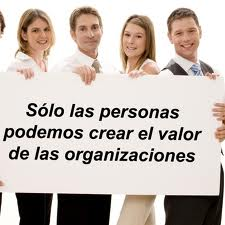 Sólo las personas
podemos crear el valor
de las organizaciones